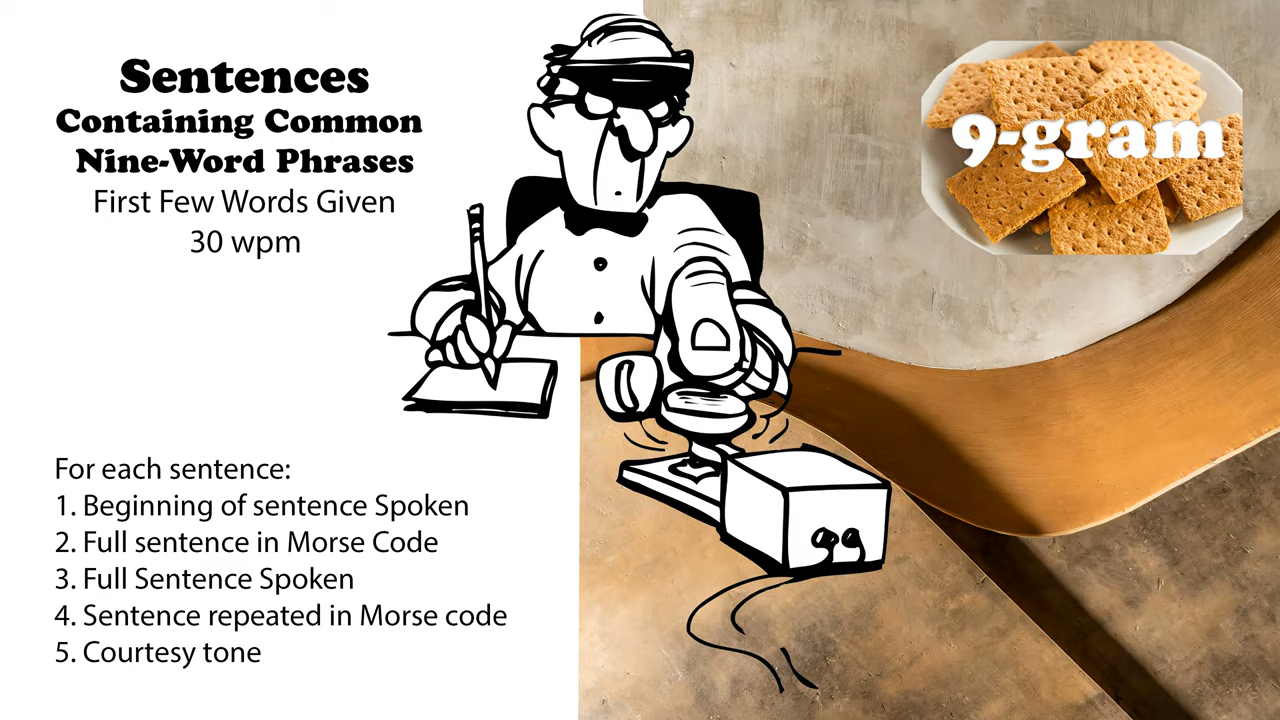 Sentences
Containing Common
Nine-Word Phrases
First Few Words Given
30 wpm
9-gram
For each sentence:
1. Beginning of sentence Spoken
2. Full sentence in Morse Code
3. Full Sentence Spoken
4. Sentence repeated in Morse code
5. Courtesy tone